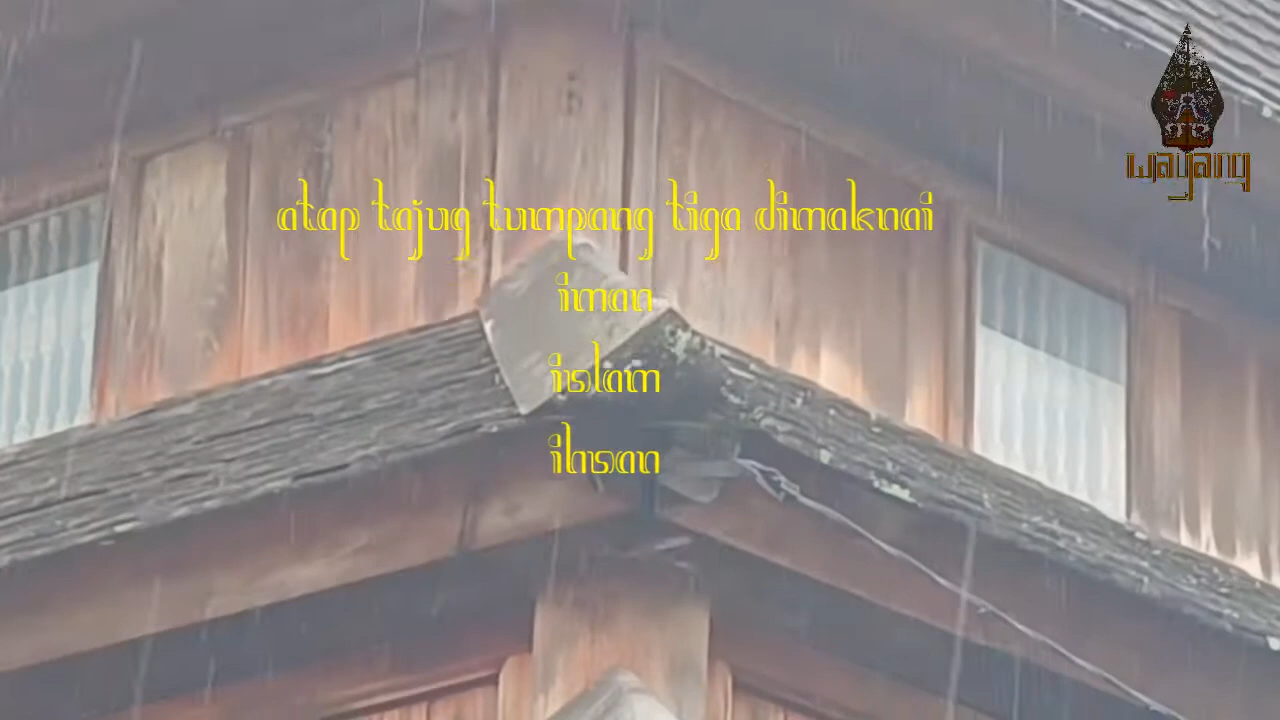 wayang
atap tajug tumpang tiga dimaknai
iman
islam
ihsan